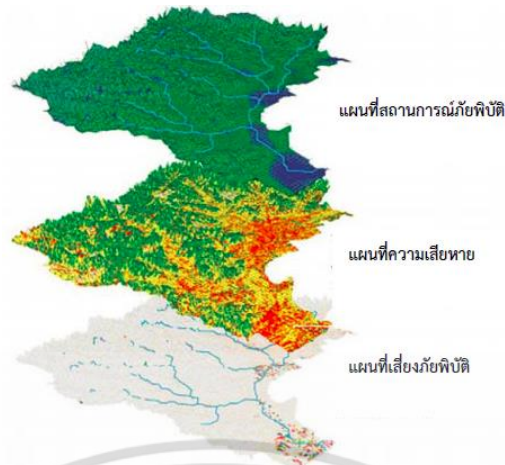 แผนที่สถานการณ์ภัยพิบัติ
แผนที่ความเสียหาย
แผนที่เสี่ยงภัยพิบัติ